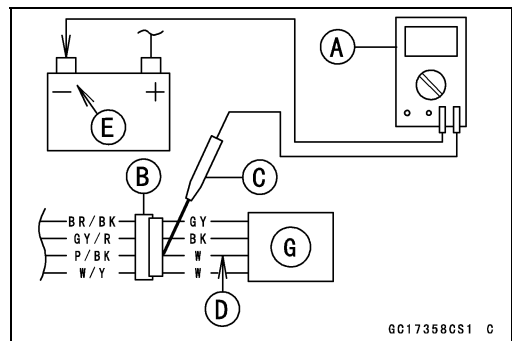 A
− +
E
B
C
BR/BK GY
GY/R BK
P/BK W
W/Y W
G
D
GC17358CS1 C